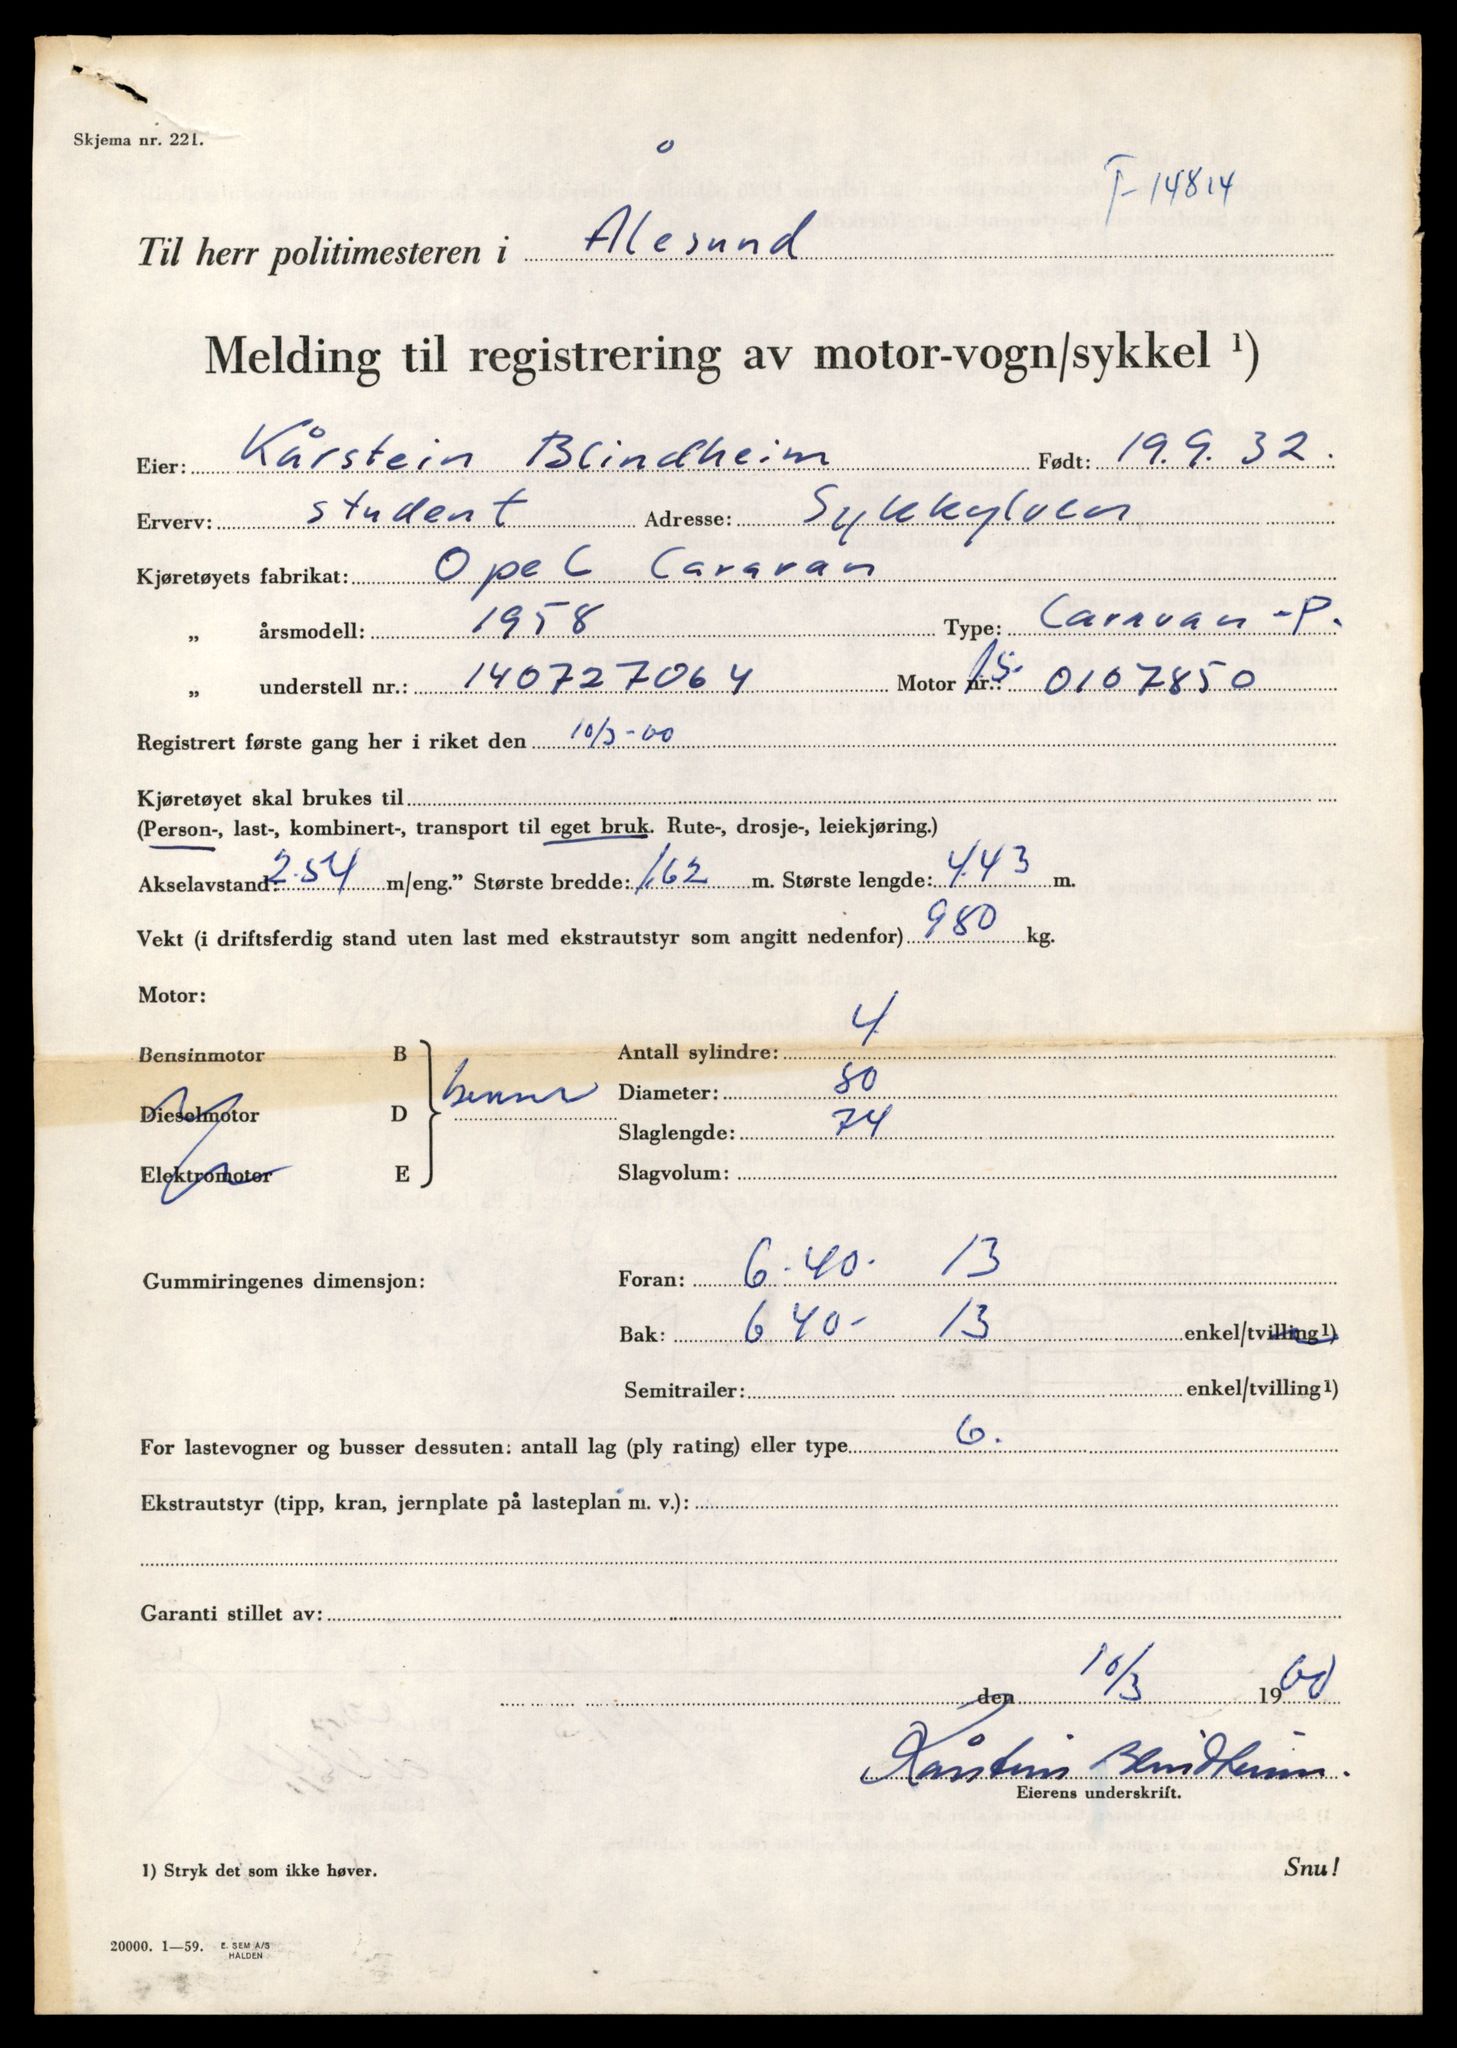 Skjema nr. 221.
T-14814
Til herr politimesteren i Ålesund
Melding til registrering av motor-vogn/sykkel ¹)
Eier: Kårstein Blindheim Født: 19.9.32.
Erverv: student Adresse: Sykkylven
Kjøretøyets fabrikat: Opel Caravan
„ årsmodell: 1958 Type: Caravan-P.
„ understell nr.: 140727064 Motor nr.: 15- 0107850
Registrert første gang her i riket den 10/3-60
Kjøretøyet skal brukes til
(Person-, last-, kombinert-, transport til eget bruk. Rute-, drosje-, leiekjøring.)
Akselavstand: 2.54 m/eng." Største bredde: 1.62 m. Største lengde: 4.43 m.
Vekt (i driftsferdig stand uten last med ekstrautstyr som angitt nedenfor) 980 kg.
Motor:
Bensinmotor B Antall sylindre: 4
Diameter: 80
Dieselmotor D
Slaglengde: 74
Elektromotor E Slagvolum:
Gummiringenes dimensjon: Foran: 6.40.- 13
Bak: 640- 13 enkel/tvilling¹)
Semitrailer: enkel/tvilling¹)
For lastevogner og busser dessuten: antall lag (ply rating) eller type 6.
Ekstrautstyr (tipp, kran, jernplate på lasteplan m. v.):
Garanti stillet av:
den 10/3 1960
Kårstein Blindheim.
Eierens underskrift.
1) Stryk det som ikke høver. Snu!
20000. 1—59. E. SEM A/S
HALDEN